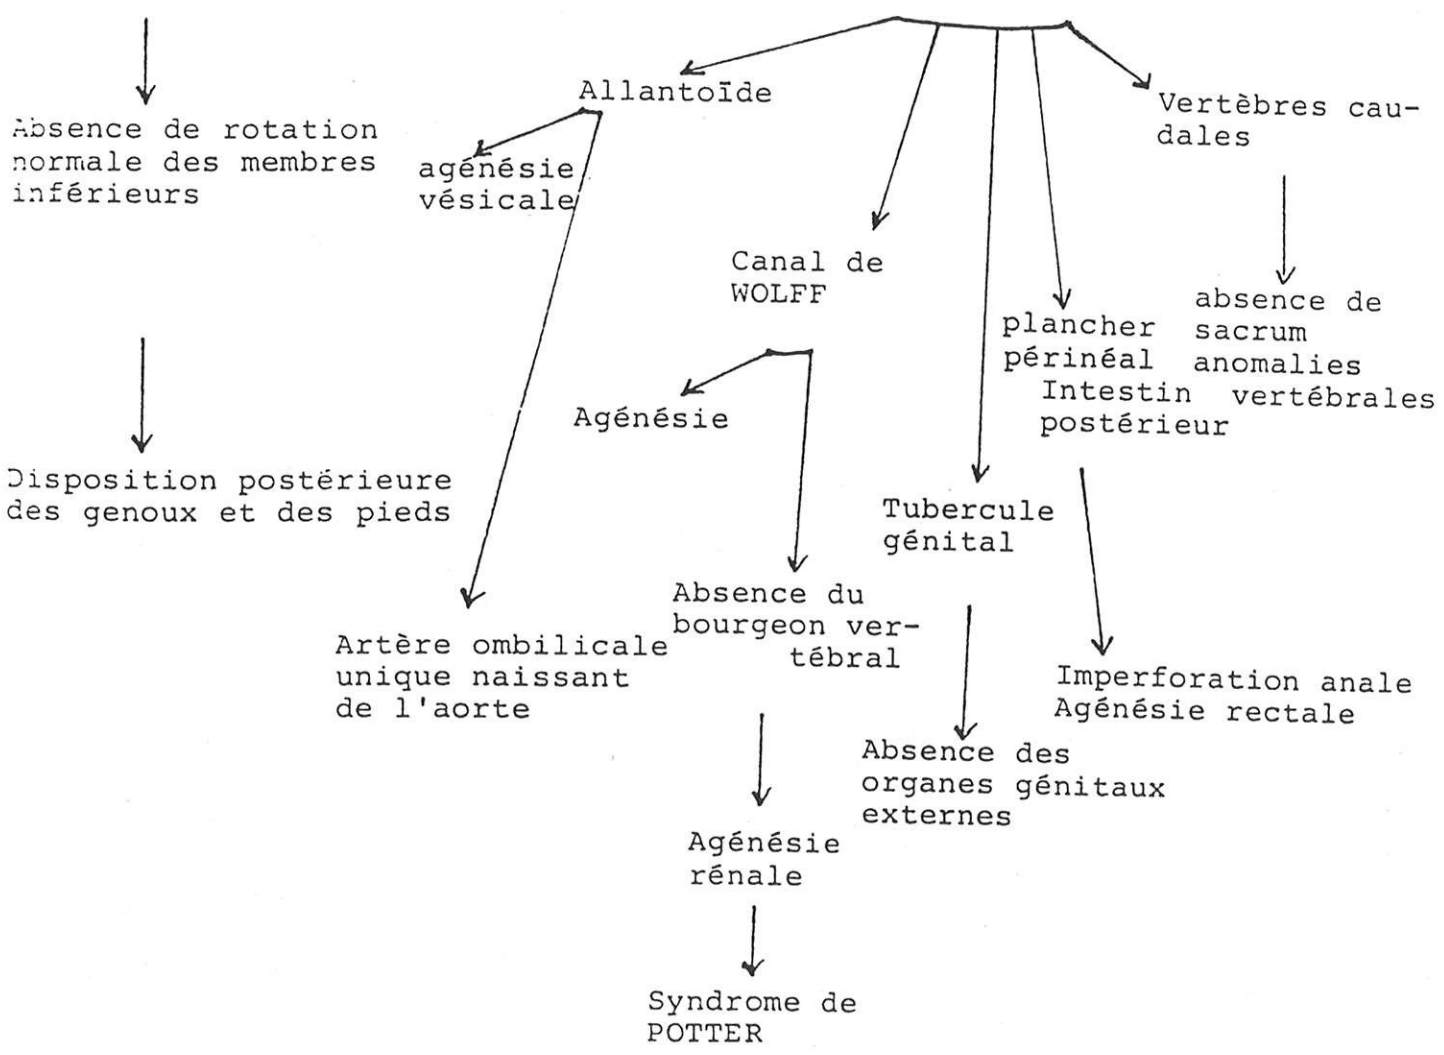 Absence de rotation
normale des membres
inférieurs
Disposition postérieure
des genoux et des pieds
Allantoïde
agénésie
vésicale
Artère ombilicale
unique naissant
de l'aorte
Canal de
WOLFF
Agénésie
Absence du
bourgeon ver-
tébral
Agénésie
rénale
Syndrome de
POTTER
Tubercule
génital
Absence des
organes génitaux
externes
plancher
périnéal
Intestin
postérieur
Imperforation anale
Agénésie rectale
Vertèbres cau-
dales
absence de
sacrum
anomalies
vertébrales